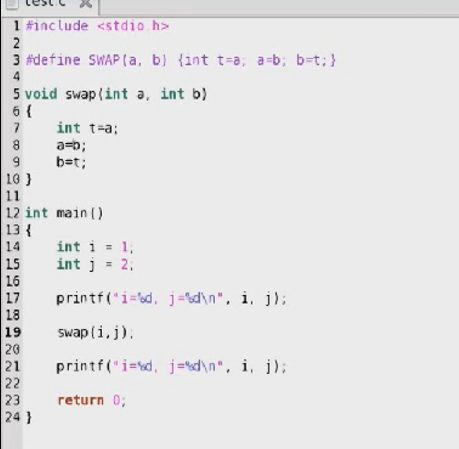 test.c
1 #include <stdio.h>
2
3 #define SWAP(a, b) {int t=a; a=b; b=t;}
4
5 void swap(int a, int b)
6 {
7 int t=a;
8 a=b;
9 b=t;
10 }
11
12 int main()
13 {
14 int i = 1;
15 int j = 2;
16
17 printf("i=%d, j=%d\n", i, j);
18
19 swap(i,j);
20
21 printf("i=%d, j=%d\n", i, j);
22
23 return 0;
24 }